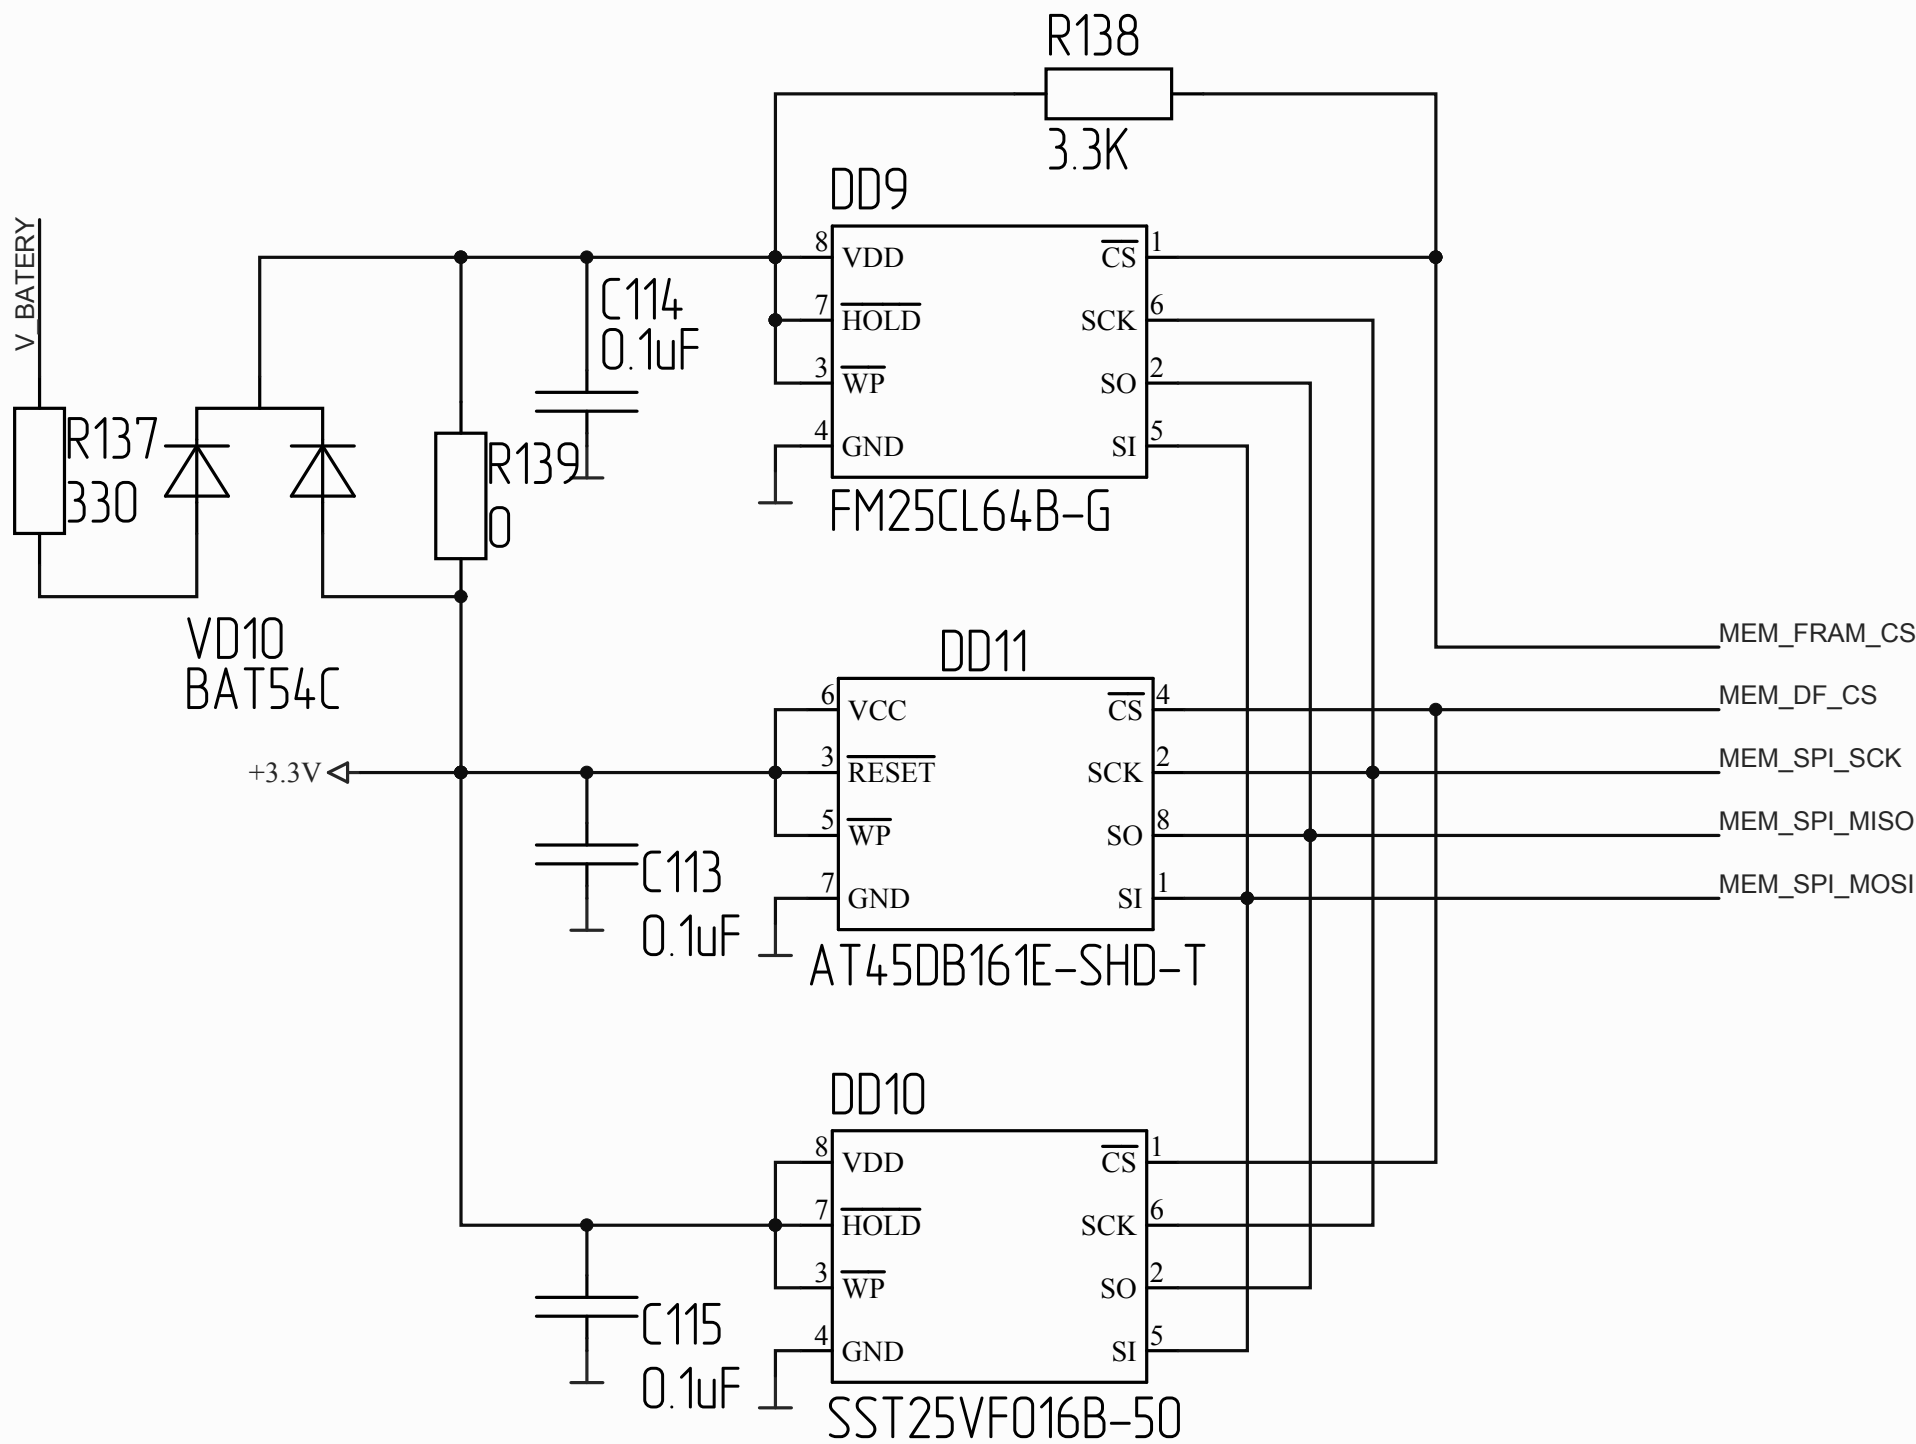 R138
3.3K
V_BATERY
R137
330
VD10
BAT54C
R139
0
C114
0.1uF
DD9
8 VDD CS 1
7 HOLD SCK 6
3 WP SO 2
4 GND SI 5
FM25CL64B-G
+3.3V
C113
0.1uF
DD11
6 VCC CS 4
3 RESET SCK 2
5 WP SO 8
7 GND SI 1
AT45DB161E-SHD-T
MEM_FRAM_CS
MEM_DF_CS
MEM_SPI_SCK
MEM_SPI_MISO
MEM_SPI_MOSI
C115
0.1uF
DD10
8 VDD CS 1
7 HOLD SCK 6
3 WP SO 2
4 GND SI 5
SST25VF016B-50